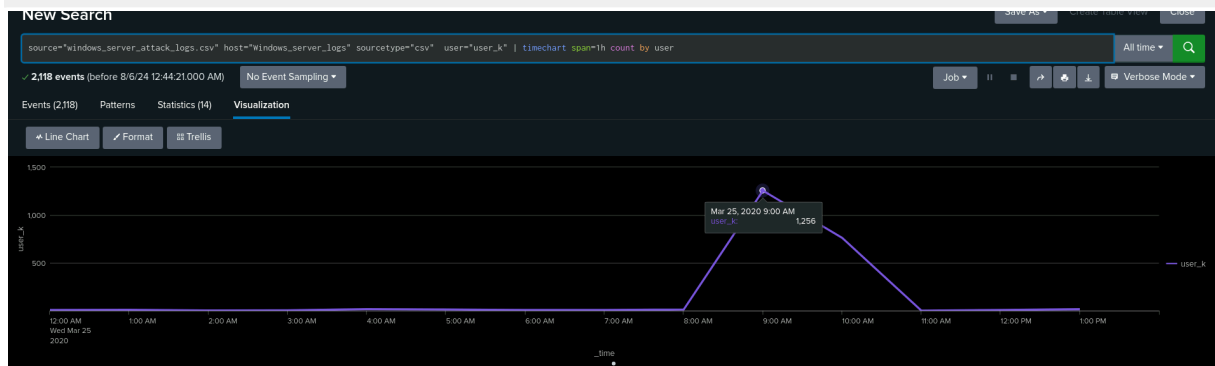 New Search
Save As ▾ Create Table View Close
source="windows_server_attack_logs.csv" host="Windows_server_logs" sourcetype="csv" user="user_k" | timechart span=1h count by user
All time ▾
✓ 2,118 events (before 8/6/24 12:44:21.000 AM) No Event Sampling ▾
Job ▾ Verbose Mode ▾
Events (2,118) Patterns Statistics (14) Visualization
Line Chart Format Trellis
1,500
1,000
500
user_k
Mar 25, 2020 9:00 AM
user_k: 1,256
user_k
12:00 AM 1:00 AM 2:00 AM 3:00 AM 4:00 AM 5:00 AM 6:00 AM 7:00 AM 8:00 AM 9:00 AM 10:00 AM 11:00 AM 12:00 PM 1:00 PM
Wed Mar 25
2020
_time